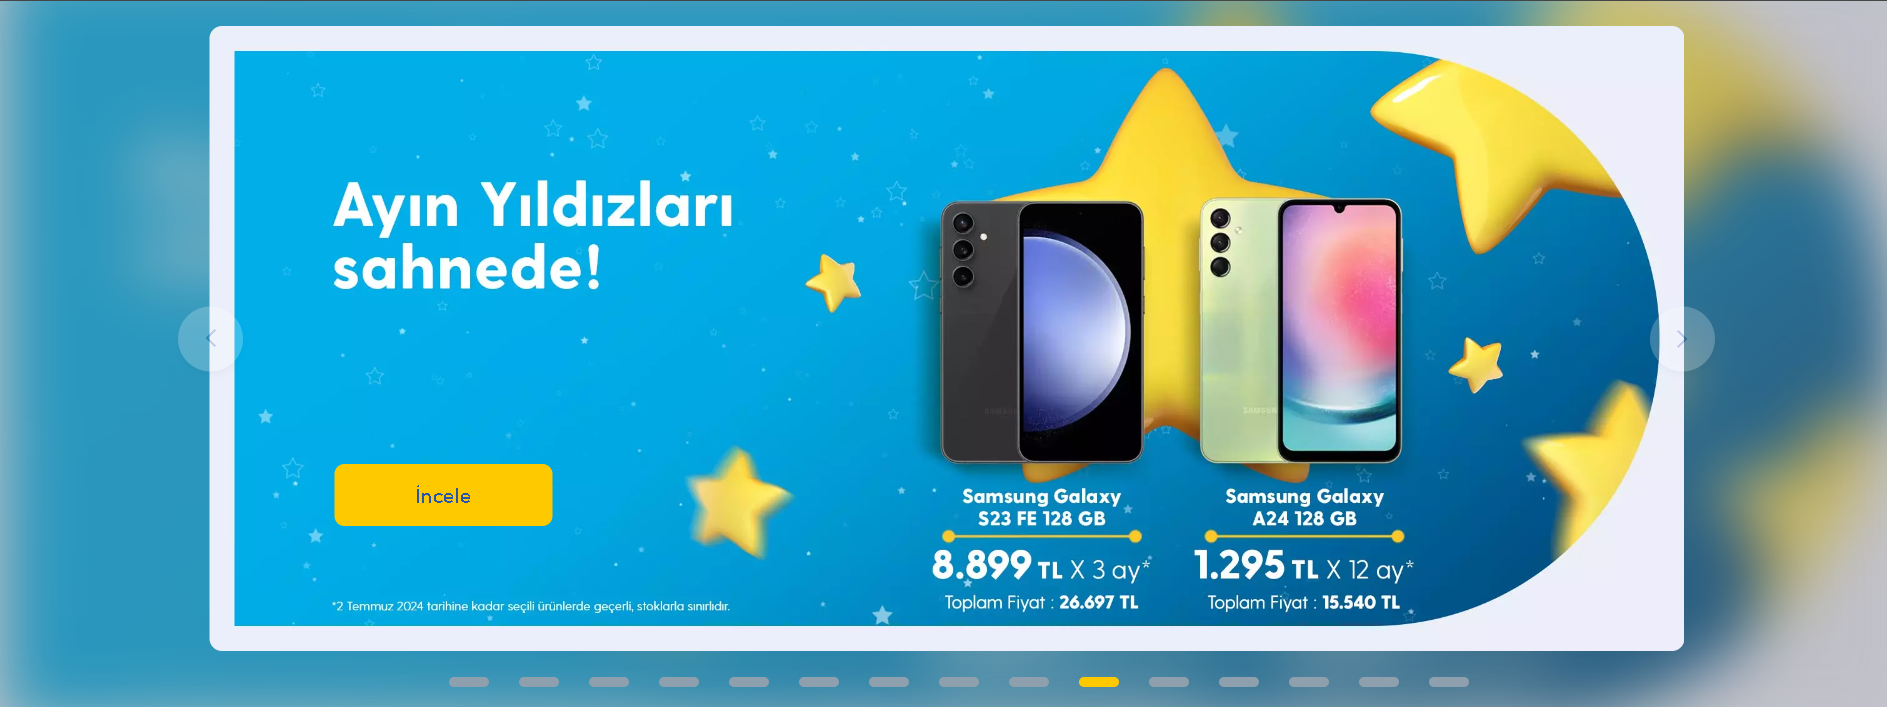 Ayın Yıldızları
sahnede!
İncele
*2 Temmuz 2024 tarihine kadar seçili ürünlerde geçerli, stoklarla sınırlıdır.
SAMSUNG
Samsung Galaxy
S23 FE 128 GB
8.899 TL X 3 ay*
Toplam Fiyat : 26.697 TL
Samsung Galaxy
A24 128 GB
1.295 TL X 12 ay*
Toplam Fiyat : 15.540 TL